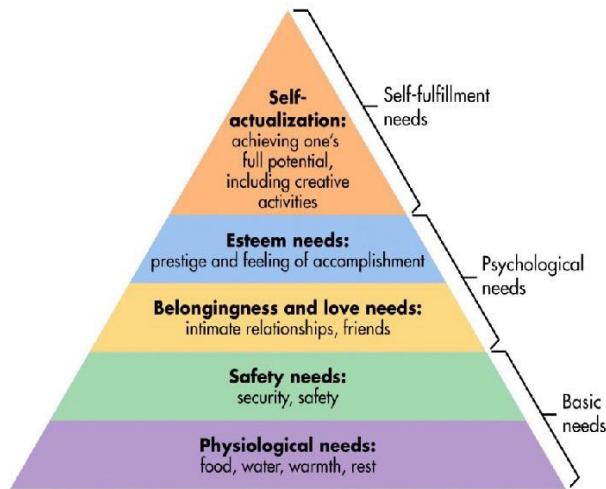 Self-
actualization:
achieving one's
full potential,
including creative
activities
Self-fulfillment
needs
Esteem needs:
prestige and feeling of accomplishment
Belongingness and love needs:
intimate relationships, friends
Psychological
needs
Safety needs:
security, safety
Physiological needs:
food, water, warmth, rest
Basic
needs